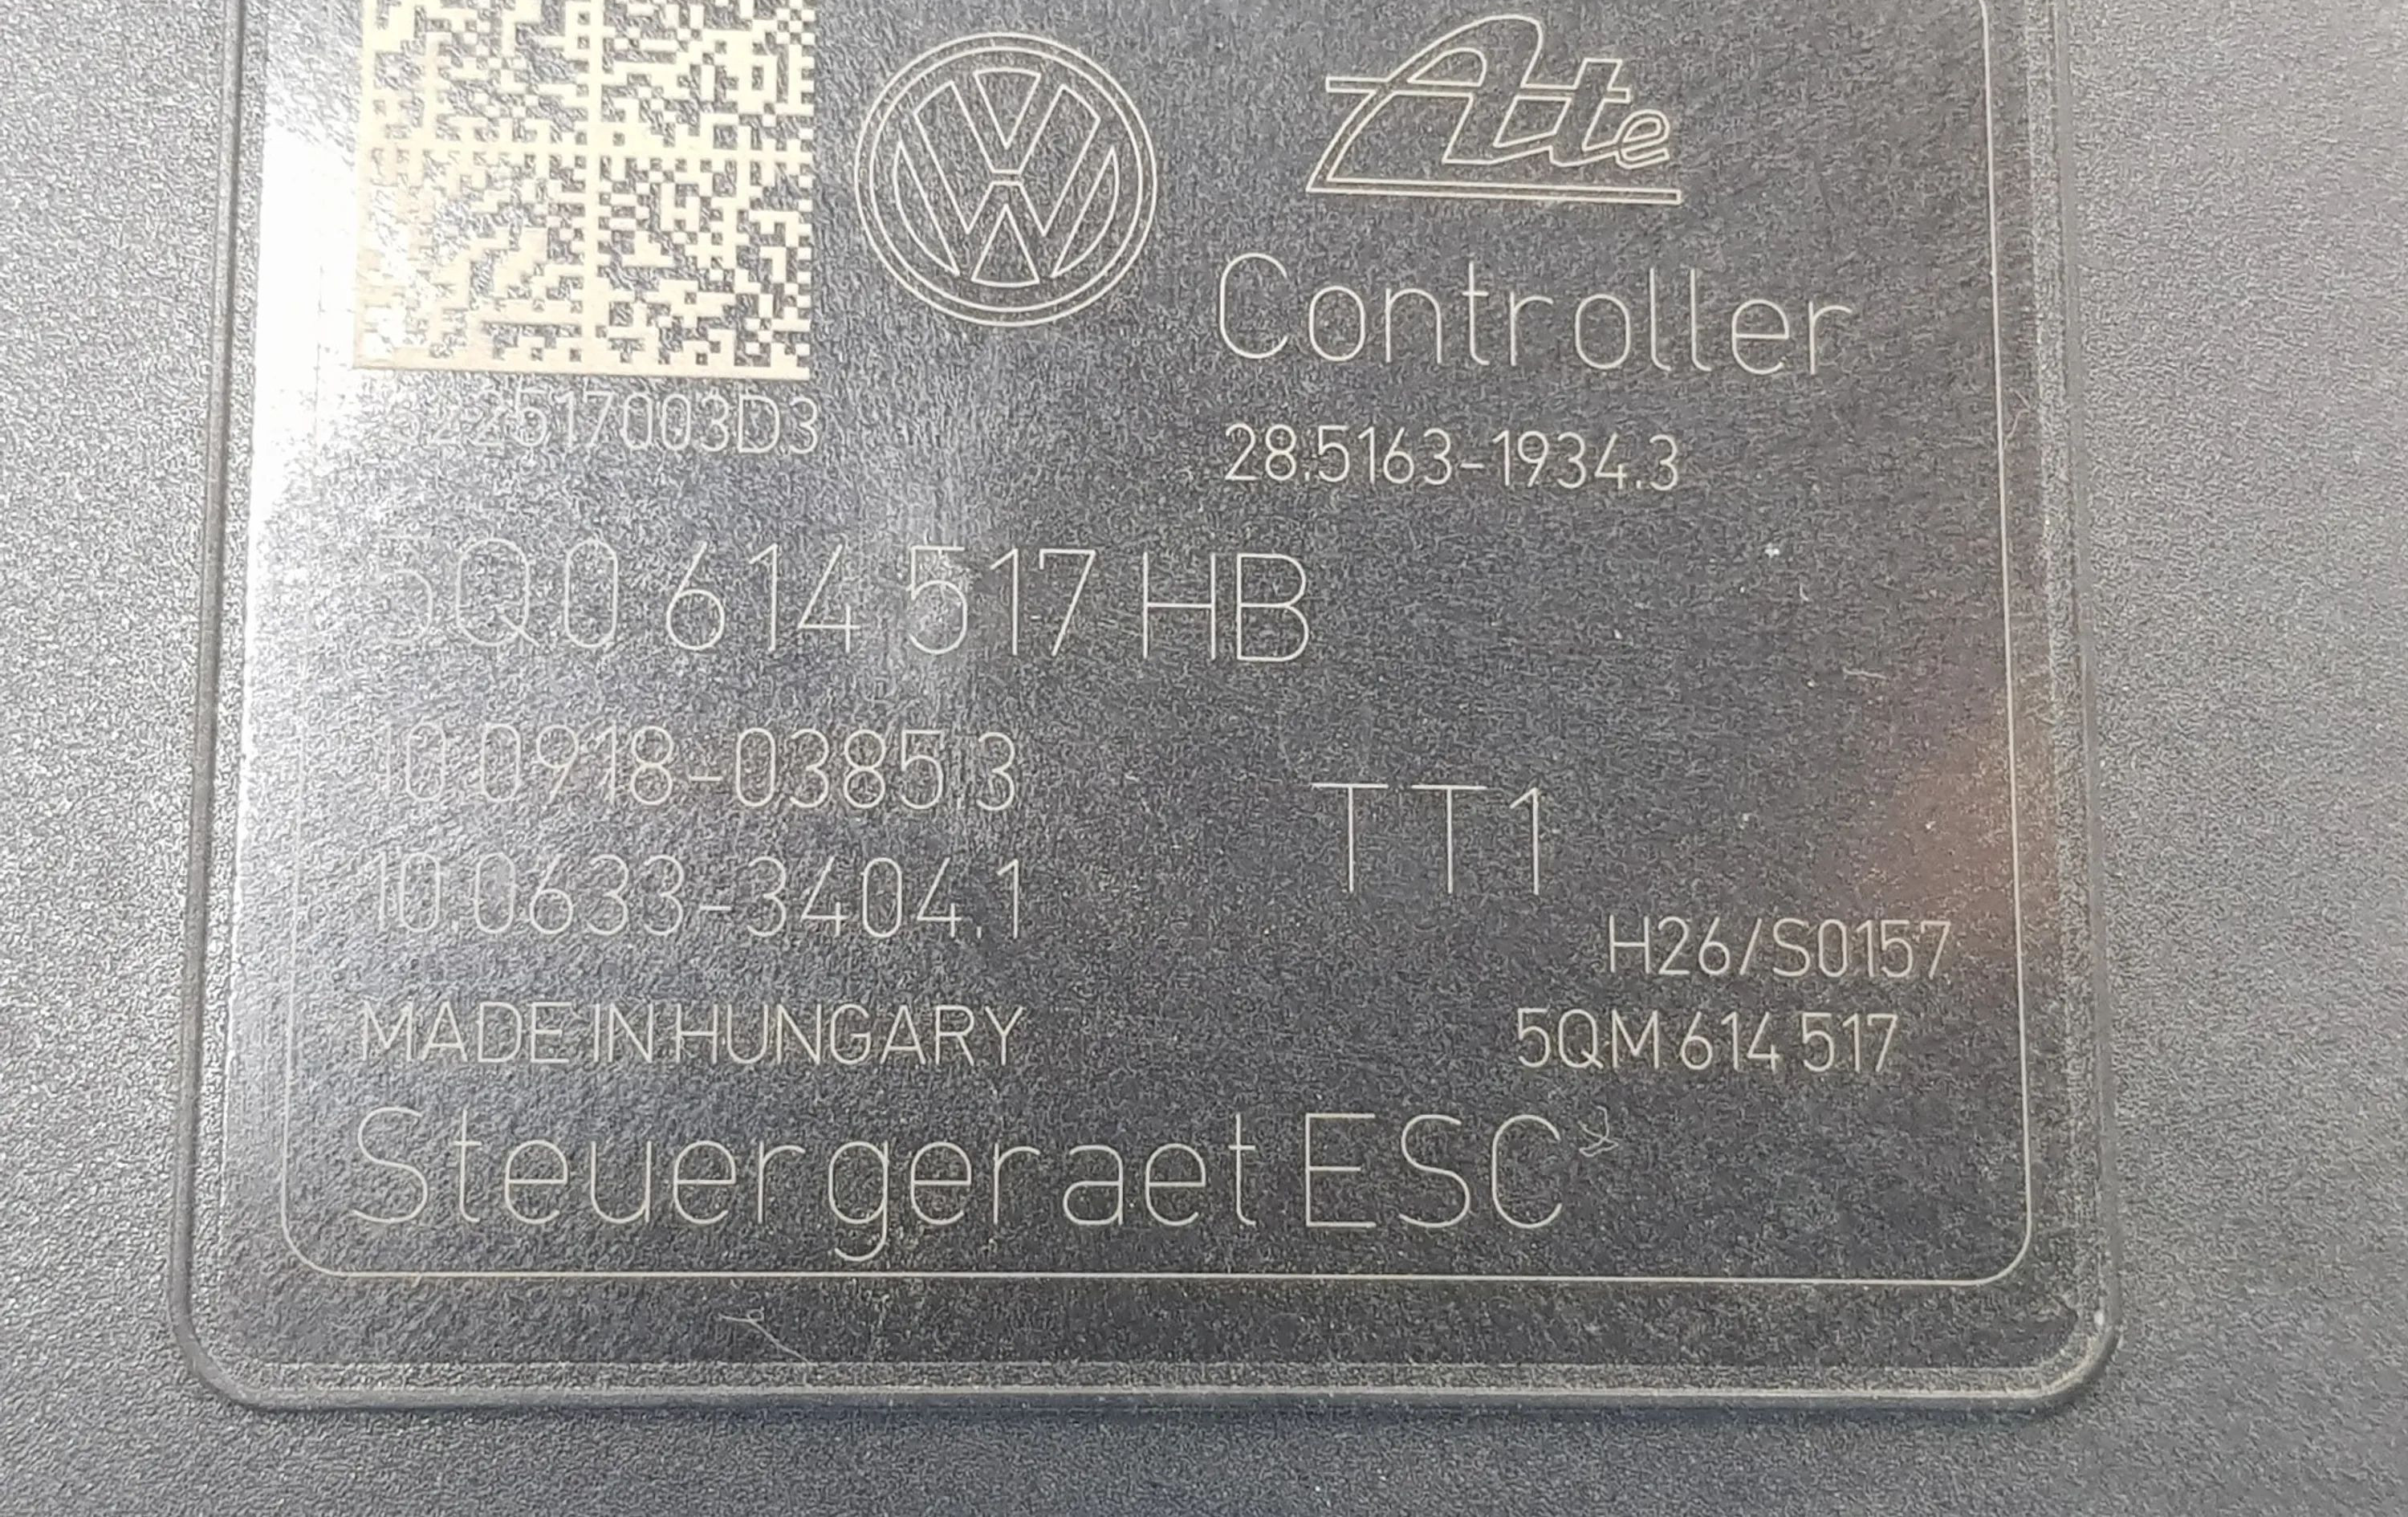 Ate
Controller
522517003D3
28.5163-1934.3
5Q0 614 517 HB
10.0918-0385.3
10.0633-3404.1
TT1
H26/S0157
MADE IN HUNGARY
5QM 614 517
Steuergeraet ESC